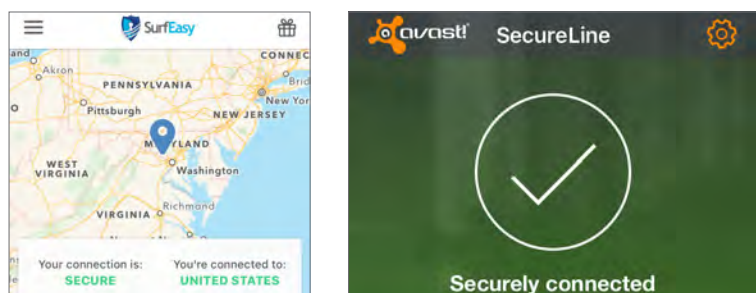 SurfEasy
and
CONNEC
Akron
Brid
PENNSYLVANIA
New Yor
Pittsburgh
NEW JERSEY
MARYLAND
WEST
VIRGINIA
Washington
Richmond
VIRGINIA
Your connection is:
SECURE
You're connected to:
UNITED STATES
avast!
SecureLine
Securely connected